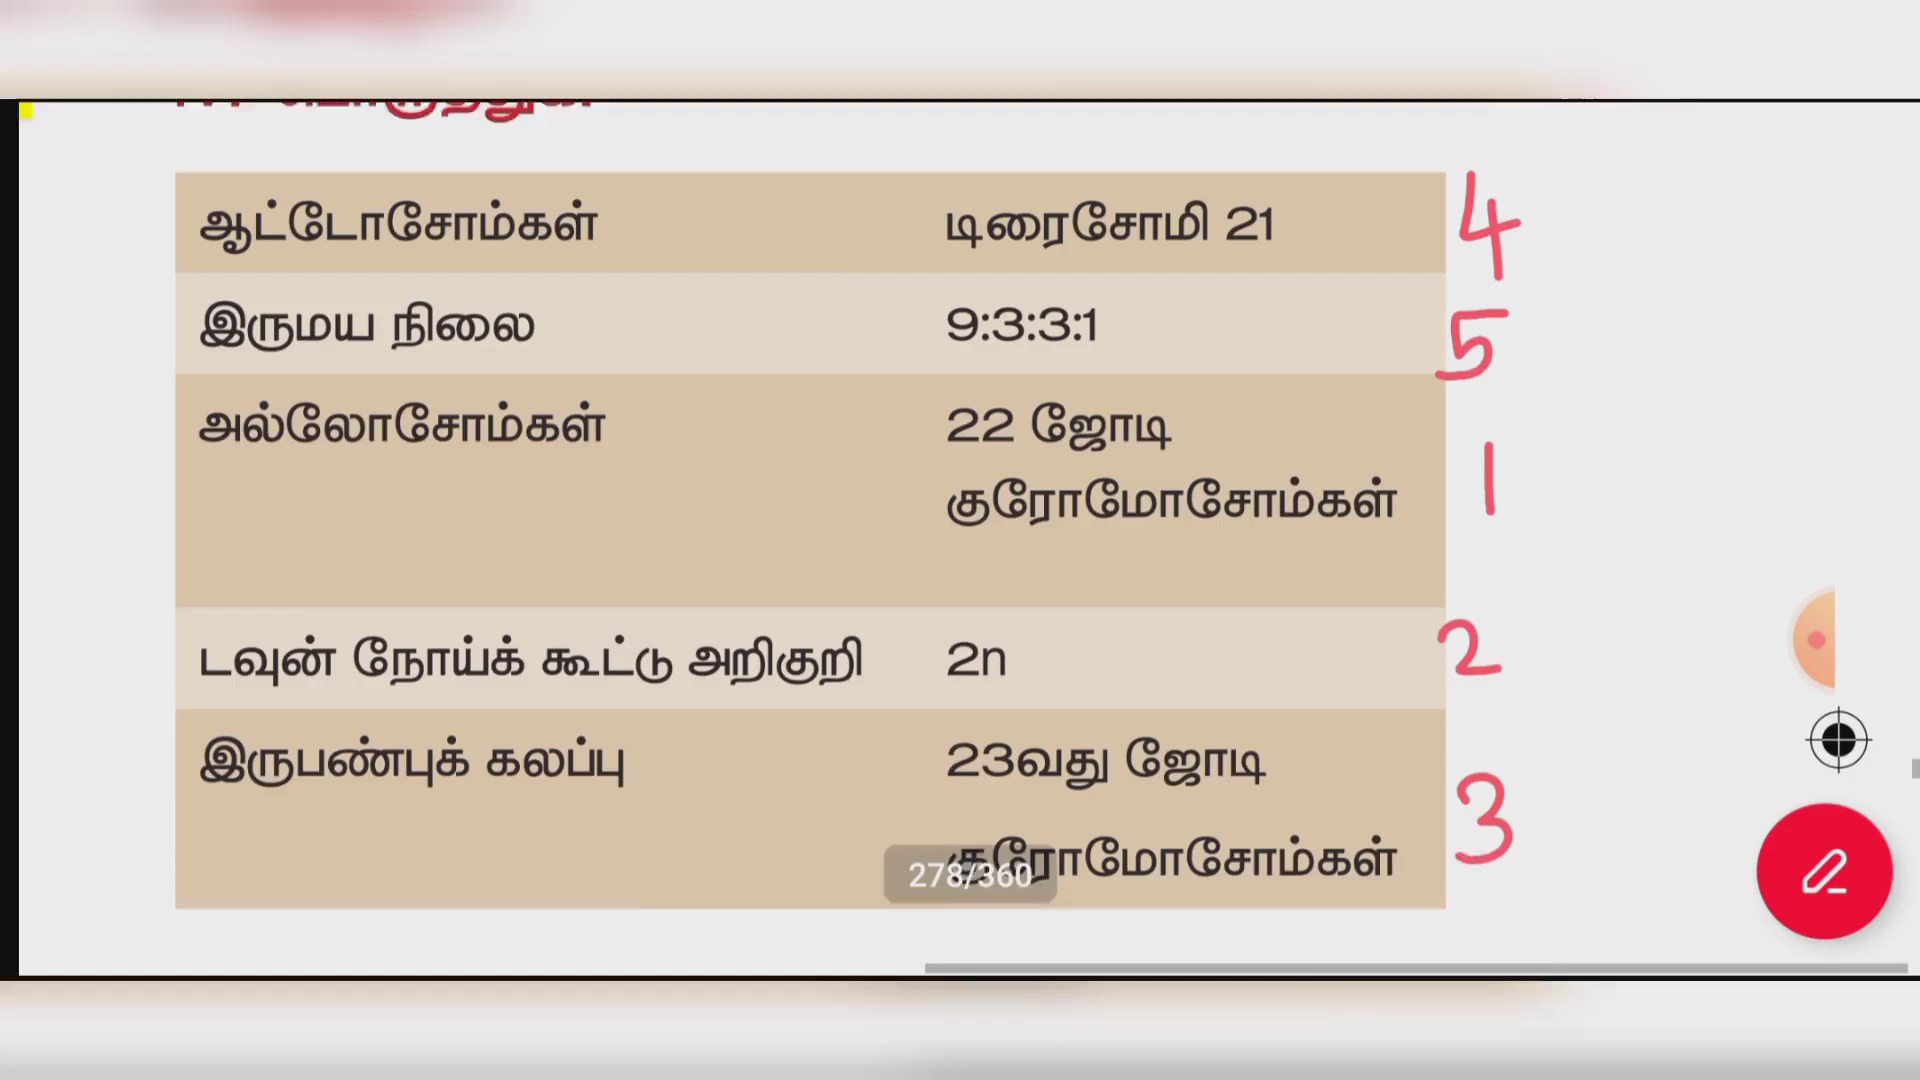 ஆட்டோசோம்கள் டிரைசோமி 21 4
இருமய நிலை 9:3:3:1 5
அல்லோசோம்கள் 22 ஜோடி
குரோமோசோம்கள் 1
டவுன் நோய்க் கூட்டு அறிகுறி 2n 2
இருபண்புக் கலப்பு 23வது ஜோடி
3
குரோமோசோம்கள்
278/360